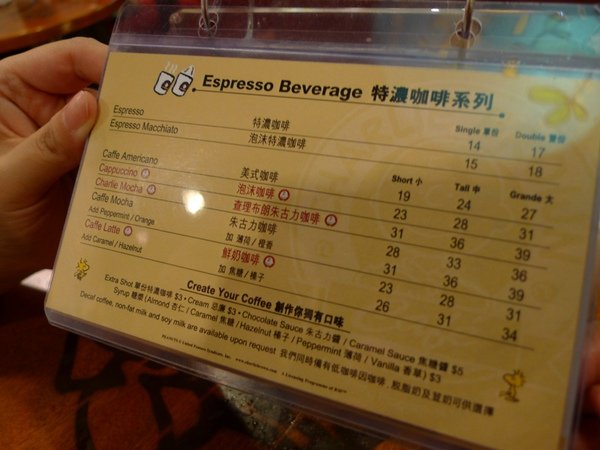 Espresso Beverage 特濃咖啡系列
Single 單份 Double 雙份
Espresso 特濃咖啡 14 17
Espresso Macchiato 泡沫特濃咖啡 15 18
Short 小 Tall 中 Grande 大
Caffe Americano 美式咖啡 19 24 27
Cappuccino 泡沫咖啡 23 28 31
Charlie Mocha 查理布朗朱古力咖啡 31 36 39
Caffe Mocha 朱古力咖啡 28 33 36
Add Peppermint / Orange 加 薄荷 / 橙香 31 36 39
Caffe Latte 鮮奶咖啡 23 28 31
Add Caramel / Hazelnut 加 焦糖 / 榛子 26 31 34
Create Your Coffee 創作你獨有口味
Extra Shot 單份特濃咖啡 $3 • Cream 忌廉 $3 • Chocolate Sauce 朱古力醬 / Caramel Sauce 焦糖醬 $5
Syrup 糖漿 (Almond 杏仁 / Caramel 焦糖 / Hazelnut 榛子 / Peppermint 薄荷 / Vanilla 香草) $3
Decaf coffee, non-fat milk and soy milk are available upon request 我們同時備有低咖啡因咖啡, 脫脂奶及荳奶可供選擇
PEANUTS © United Feature Syndicate, Inc.